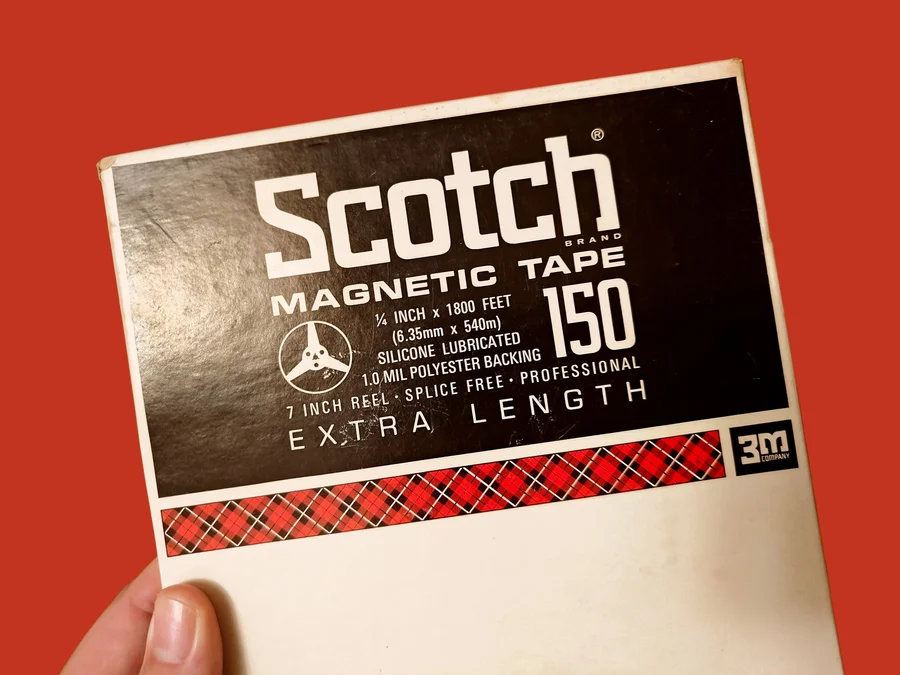 Scotch®
BRAND
MAGNETIC TAPE
¼ INCH x 1800 FEET
(6.35mm x 540m)
SILICONE LUBRICATED
1.0 MIL POLYESTER BACKING
150
7 INCH REEL · SPLICE FREE · PROFESSIONAL
EXTRA LENGTH
3M
COMPANY